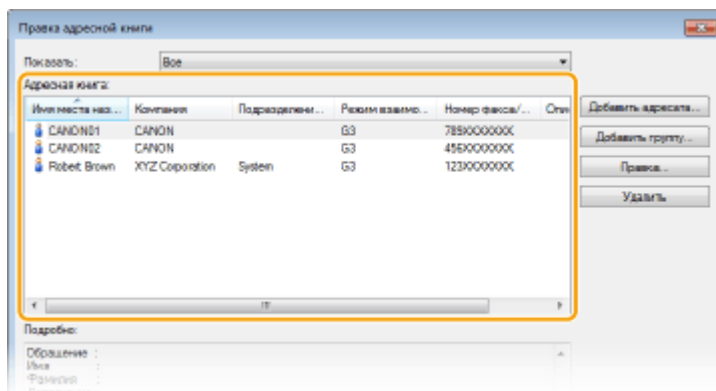 Правка адресной книги
Показать: Все
Адресная книга:
Имя места наз... Компания Подразделени... Режим взаимо... Номер факса/... Опи
CANON01 CANON G3 789XXXXXXX
CANON02 CANON G3 456XXXXXXX
Robert Brown XYZ Corporation System G3 123XXXXXXX
Добавить адресата...
Добавить группу...
Правка...
Удалить
Подробно:
Обращение :
Имя :
Фамилия :